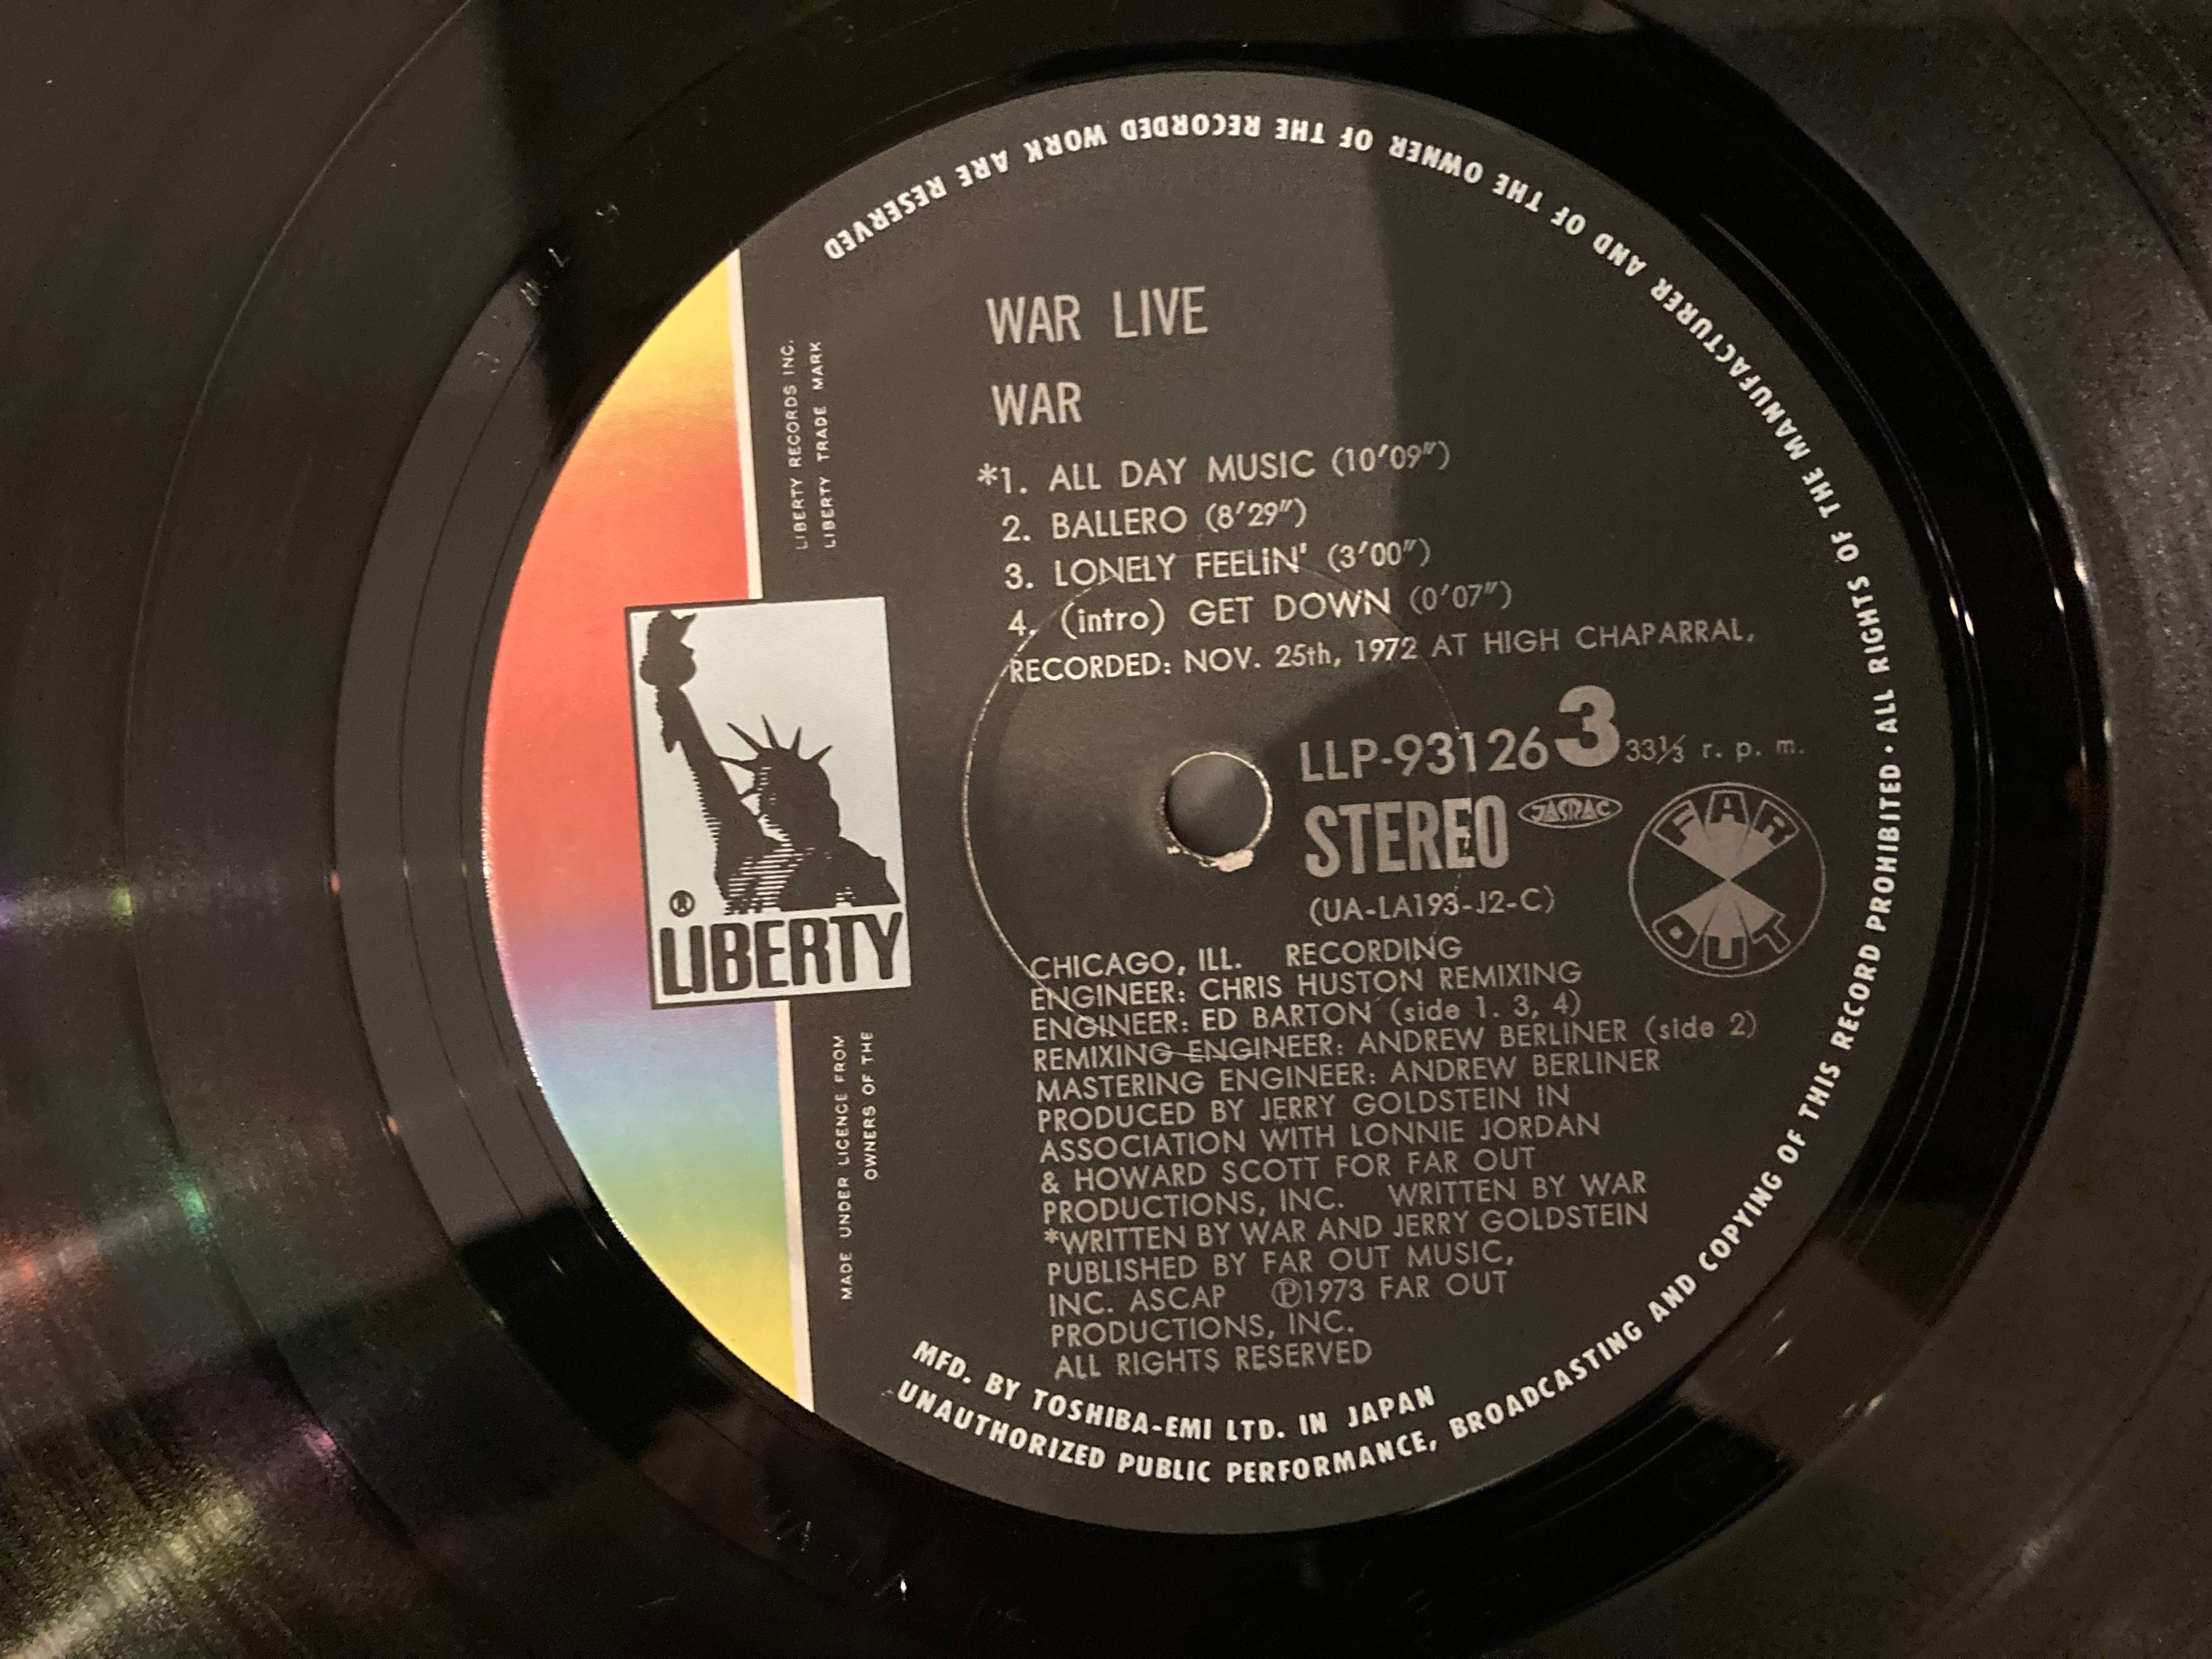 WAR LIVE
WAR
*1. ALL DAY MUSIC (10'09")
2. BALLERO (8'29")
3. LONELY FEELIN' (3'00")
4. (intro) GET DOWN (0'07")
RECORDED: NOV. 25th, 1972 AT HIGH CHAPARRAL,
LLP-93126 3 33⅓ r. p. m.
STEREO JASRAC
(UA-LA193-J2-C)
FAR OUT
CHICAGO, ILL. RECORDING
ENGINEER: CHRIS HUSTON REMIXING
ENGINEER: ED BARTON (side 1. 3, 4)
REMIXING ENGINEER: ANDREW BERLINER (side 2)
MASTERING ENGINEER: ANDREW BERLINER
PRODUCED BY JERRY GOLDSTEIN IN
ASSOCIATION WITH LONNIE JORDAN
& HOWARD SCOTT FOR FAR OUT
PRODUCTIONS, INC. WRITTEN BY WAR
*WRITTEN BY WAR AND JERRY GOLDSTEIN
PUBLISHED BY FAR OUT MUSIC,
INC. ASCAP ℗1973 FAR OUT
PRODUCTIONS, INC.
ALL RIGHTS RESERVED
® LIBERTY
LIBERTY RECORDS INC.
LIBERTY TRADE MARK
MADE UNDER LICENCE FROM
OWNERS OF THE
MFD. BY TOSHIBA-EMI LTD. IN JAPAN
UNAUTHORIZED PUBLIC PERFORMANCE, BROADCASTING AND COPYING OF THIS RECORD PROHIBITED · ALL RIGHTS OF THE MANUFACTURER AND OF THE OWNER OF THE RECORDED WORK ARE RESERVED